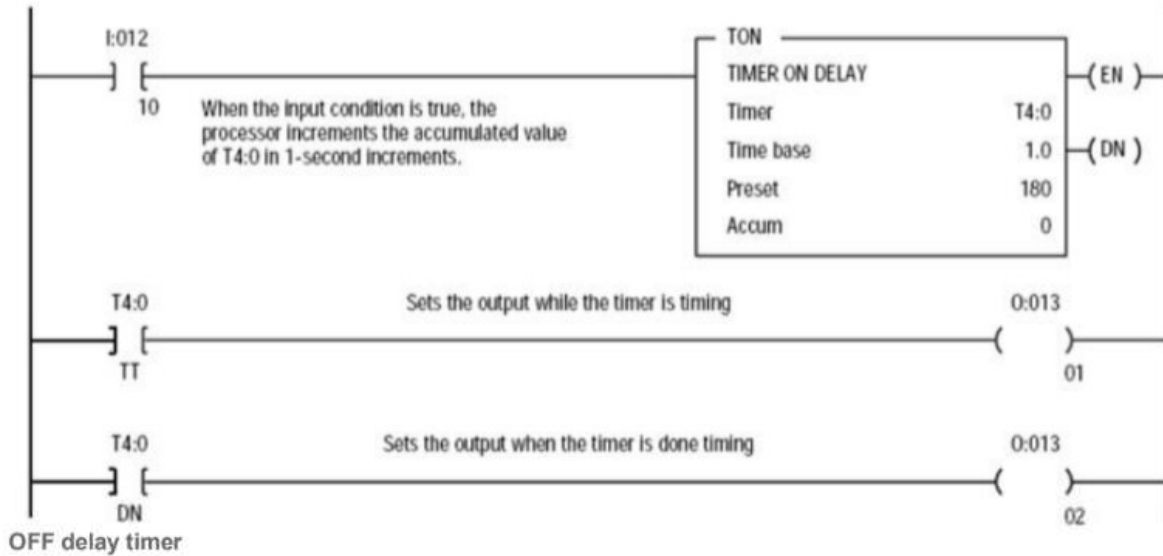 I:012
10
When the input condition is true, the
processor increments the accumulated value
of T4:0 in 1-second increments.
TON
TIMER ON DELAY
Timer T4:0
Time base 1.0
Preset 180
Accum 0
EN
DN
T4:0
TT
Sets the output while the timer is timing
O:013
01
T4:0
DN
Sets the output when the timer is done timing
O:013
02
OFF delay timer